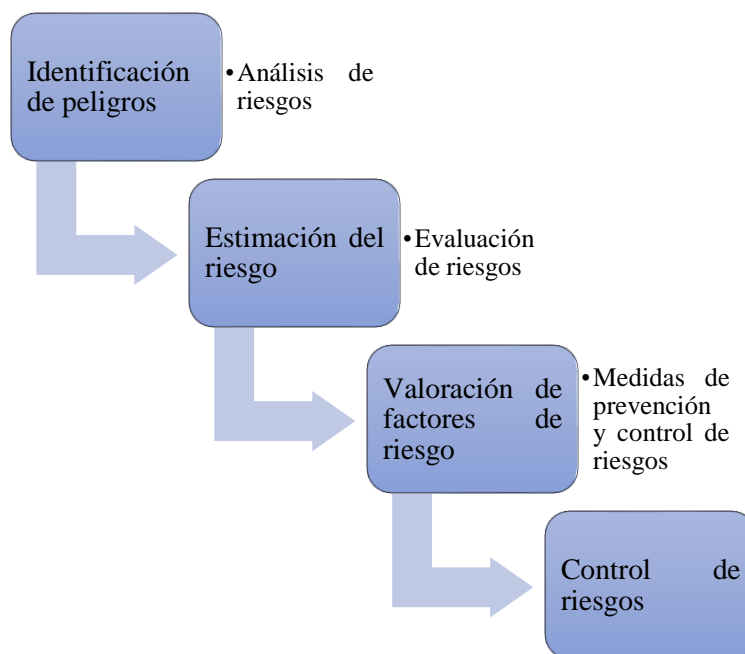 Identificación
de peligros
•Análisis de
riesgos
Estimación del
riesgo
•Evaluación
de riesgos
Valoración de
factores de
riesgo
•Medidas de
prevención
y control de
riesgos
Control de
riesgos